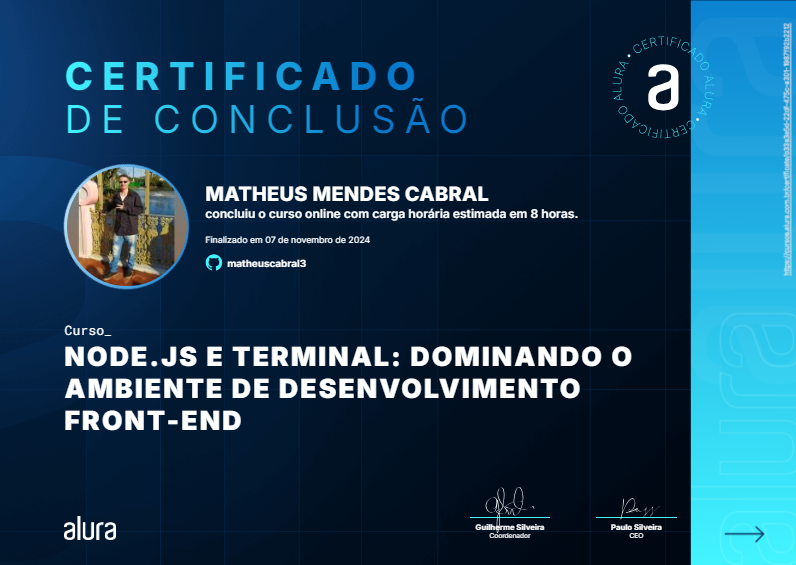 CERTIFICADO
DE CONCLUSÃO
CERTIFICADO ALURA • CERTIFICADO ALURA •
a
MATHEUS MENDES CABRAL
concluiu o curso online com carga horária estimada em 8 horas.
Finalizado em 07 de novembro de 2024
matheuscabral3
Curso_
NODE.JS E TERMINAL: DOMINANDO O
AMBIENTE DE DESENVOLVIMENTO
FRONT-END
alura
Guilherme Silveira
Coordenador
Paulo Silveira
CEO
alura